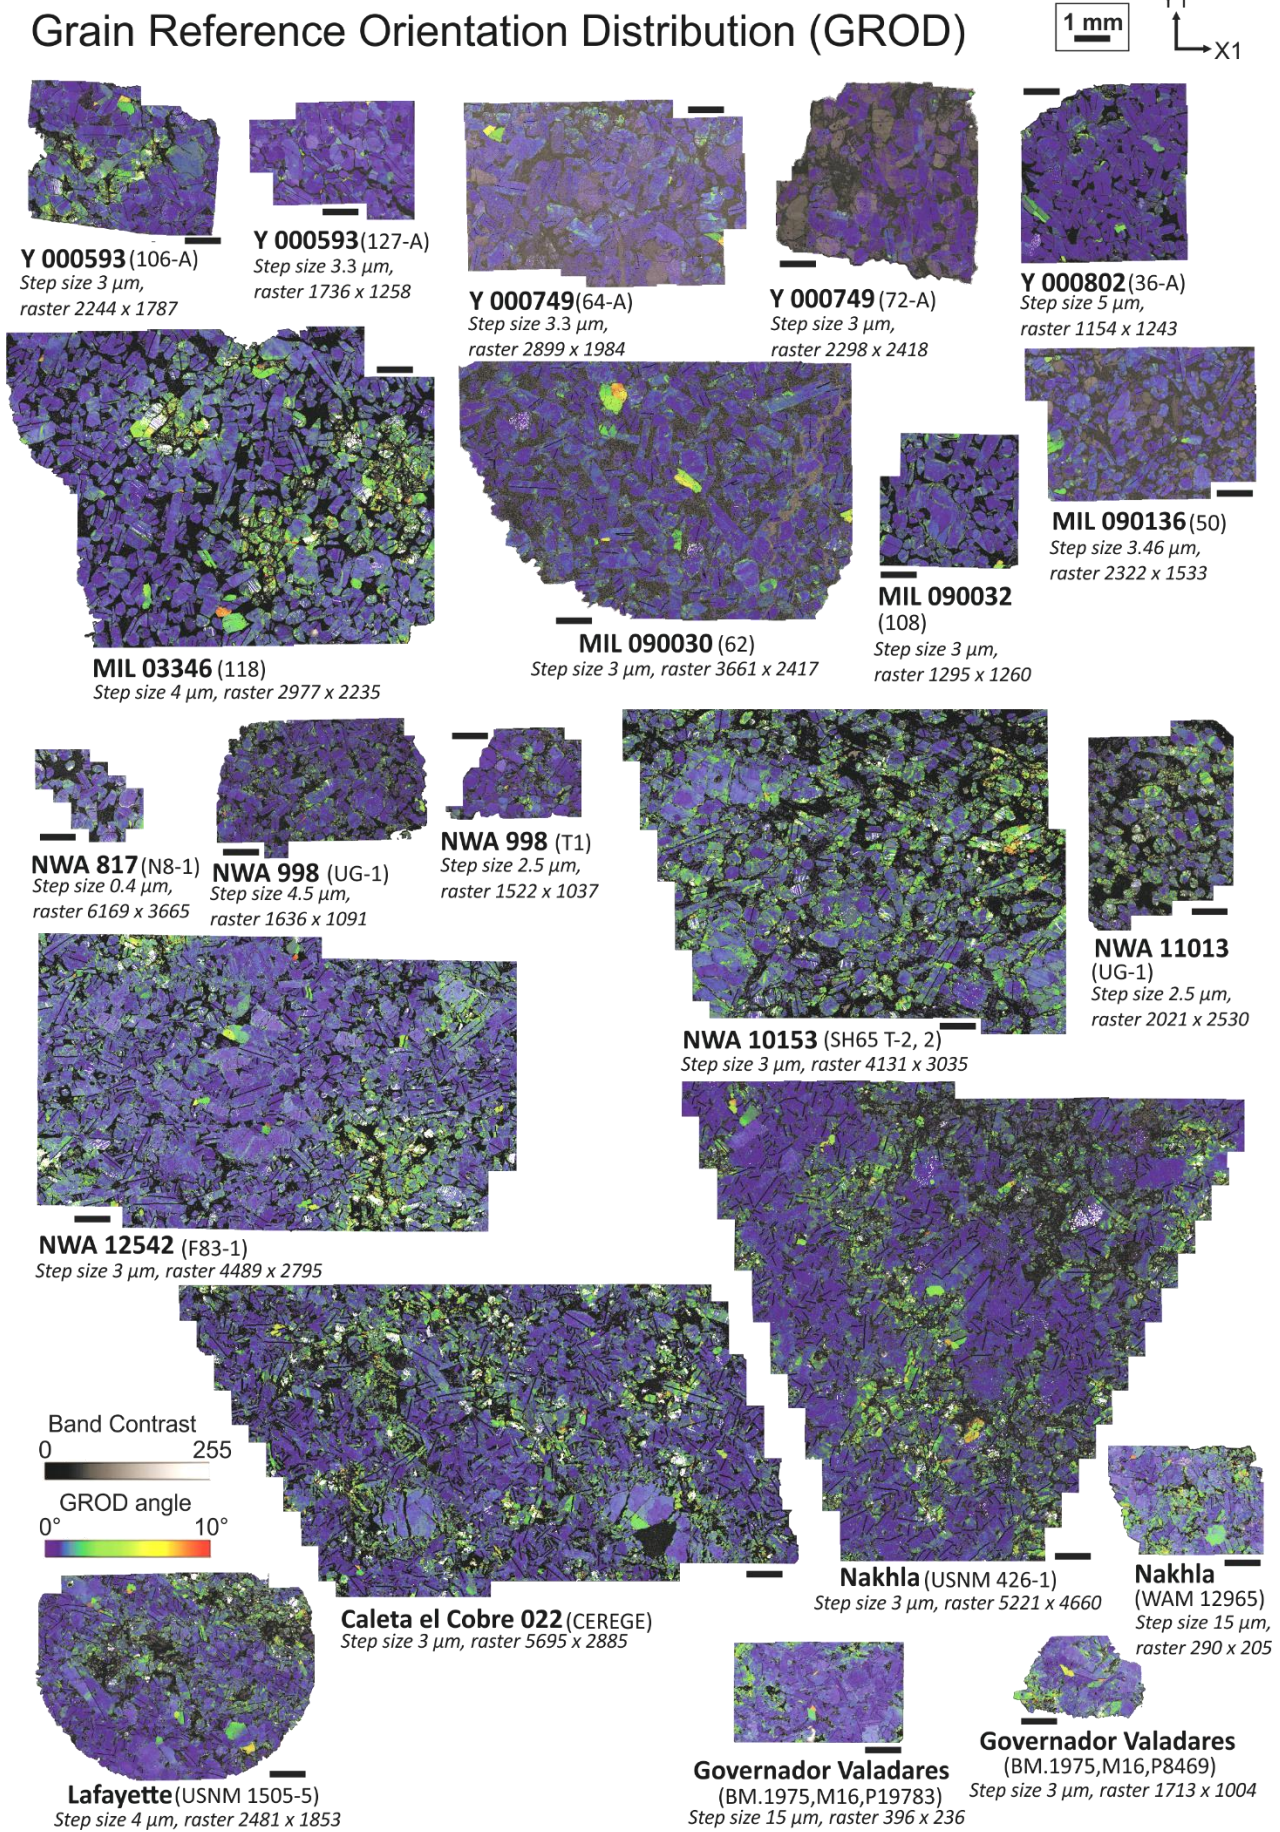 Grain Reference Orientation Distribution (GROD)
1 mm
X1
Y 000593 (106-A)
Step size 3 µm,
raster 2244 x 1787
Y 000593 (127-A)
Step size 3.3 µm,
raster 1736 x 1258
Y 000749 (64-A)
Step size 3.3 µm,
raster 2899 x 1984
Y 000749 (72-A)
Step size 3 µm,
raster 2298 x 2418
Y 000802 (36-A)
Step size 5 µm,
raster 1154 x 1243
MIL 03346 (118)
Step size 4 µm, raster 2977 x 2235
MIL 090030 (62)
Step size 3 µm, raster 3661 x 2417
MIL 090032
(108)
Step size 3 µm,
raster 1295 x 1260
MIL 090136 (50)
Step size 3.46 µm,
raster 2322 x 1533
NWA 817 (N8-1)
Step size 0.4 µm,
raster 6169 x 3665
NWA 998 (UG-1)
Step size 4.5 µm,
raster 1636 x 1091
NWA 998 (T1)
Step size 2.5 µm,
raster 1522 x 1037
NWA 10153 (SH65 T-2, 2)
Step size 3 µm, raster 4131 x 3035
NWA 11013
(UG-1)
Step size 2.5 µm,
raster 2021 x 2530
NWA 12542 (F83-1)
Step size 3 µm, raster 4489 x 2795
Band Contrast
0 255
GROD angle
0° 10°
Caleta el Cobre 022 (CEREGE)
Step size 3 µm, raster 5695 x 2885
Nakhla (USNM 426-1)
Step size 3 µm, raster 5221 x 4660
Nakhla
(WAM 12965)
Step size 15 µm,
raster 290 x 205
Lafayette (USNM 1505-5)
Step size 4 µm, raster 2481 x 1853
Governador Valadares
(BM.1975,M16,P19783)
Step size 15 µm, raster 396 x 236
Governador Valadares
(BM.1975,M16,P8469)
Step size 3 µm, raster 1713 x 1004